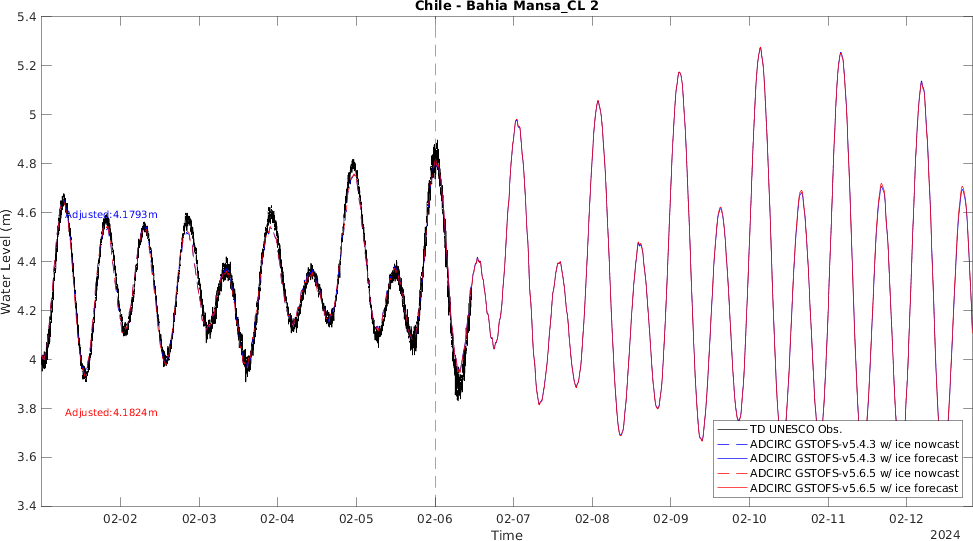 Chile - Bahia Mansa_CL 2
Water Level (m)
5.4
5.2
5
4.8
4.6
4.4
4.2
4
3.8
3.6
3.4
Adjusted:4.1793m
Adjusted:4.1824m
TD UNESCO Obs.
ADCIRC GSTOFS-v5.4.3 w/ ice nowcast
ADCIRC GSTOFS-v5.4.3 w/ ice forecast
ADCIRC GSTOFS-v5.6.5 w/ ice nowcast
ADCIRC GSTOFS-v5.6.5 w/ ice forecast
02-02 02-03 02-04 02-05 02-06 02-07 02-08 02-09 02-10 02-11 02-12
Time
2024